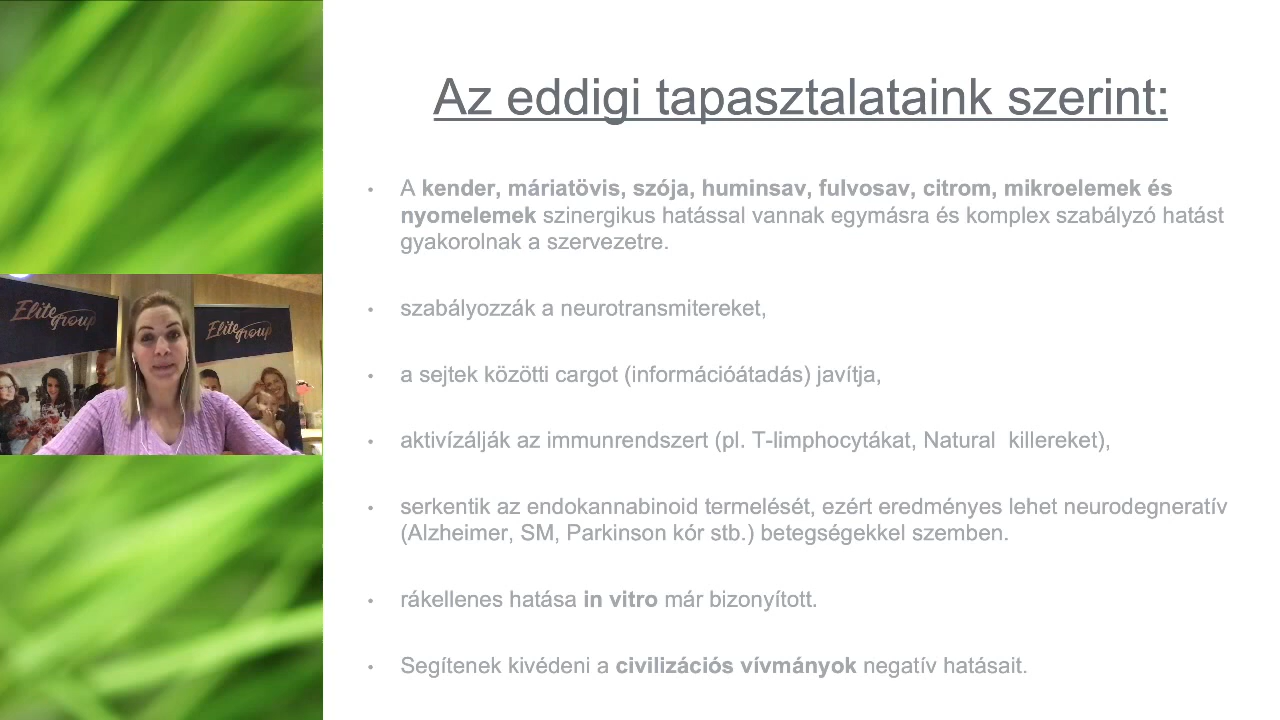 Az eddigi tapasztalataink szerint:
• A kender, máriatövis, szója, huminsav, fulvosav, citrom, mikroelemek és
nyomelemek szinergikus hatással vannak egymásra és komplex szabályzó hatást
gyakorolnak a szervezetre.
• szabályozzák a neurotransmitereket,
• a sejtek közötti cargot (információátadás) javítja,
• aktivízálják az immunrendszert (pl. T-limphocytákat, Natural  killereket),
• serkentik az endokannabinoid termelését, ezért eredményes lehet neurodegneratív
(Alzheimer, SM, Parkinson kór stb.) betegségekkel szemben.
• rákellenes hatása in vitro már bizonyított.
• Segítenek kivédeni a civilizációs vívmányok negatív hatásait.
Elite
group
Elite
group